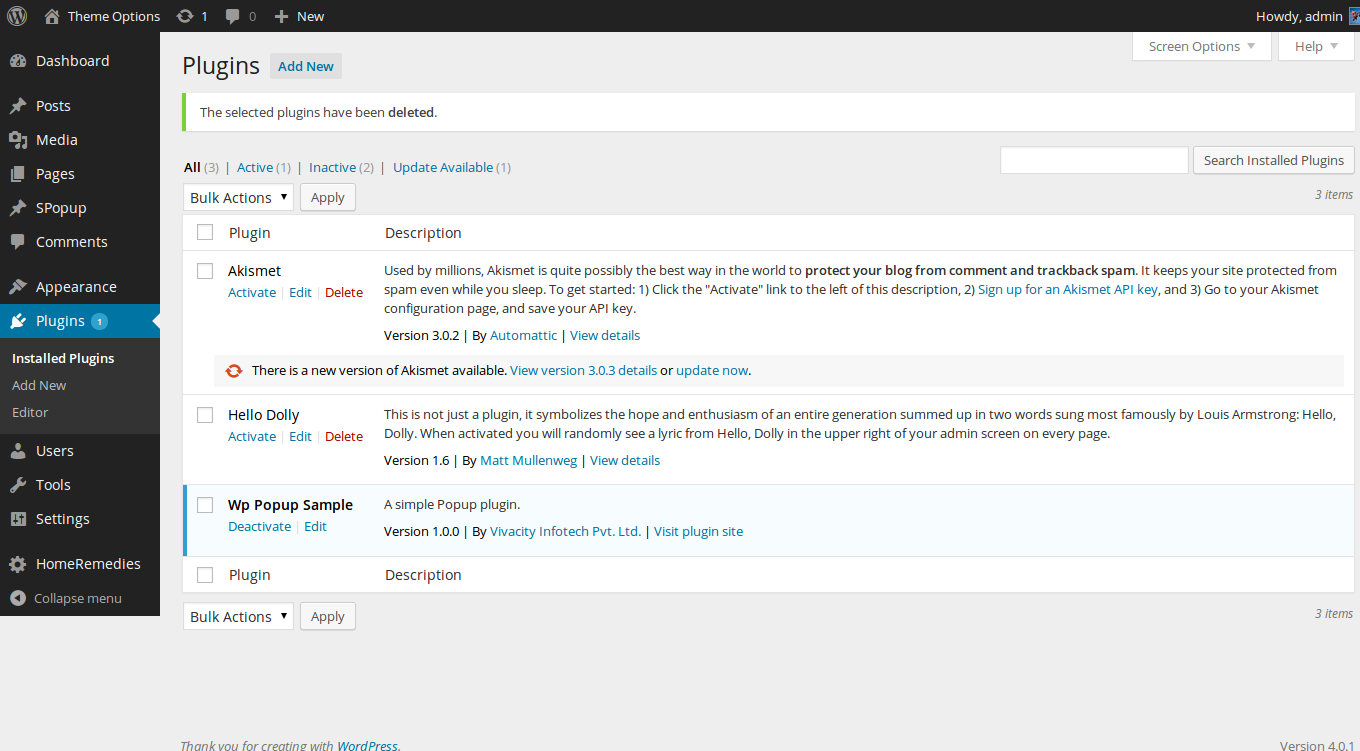 Theme Options 1 0 New Howdy, admin
Screen Options Help
Dashboard
Posts
Media
Pages
SPopup
Comments
Appearance
Plugins 1
Installed Plugins
Add New
Editor
Users
Tools
Settings
HomeRemedies
Collapse menu
Plugins Add New
The selected plugins have been deleted.
All (3) | Active (1) | Inactive (2) | Update Available (1)
Search Installed Plugins
Bulk Actions Apply
3 items
Plugin Description
Akismet
Activate | Edit | Delete
Used by millions, Akismet is quite possibly the best way in the world to protect your blog from comment and trackback spam. It keeps your site protected from
spam even while you sleep. To get started: 1) Click the "Activate" link to the left of this description, 2) Sign up for an Akismet API key, and 3) Go to your Akismet
configuration page, and save your API key.
Version 3.0.2 | By Automattic | View details
There is a new version of Akismet available. View version 3.0.3 details or update now.
Hello Dolly
Activate | Edit | Delete
This is not just a plugin, it symbolizes the hope and enthusiasm of an entire generation summed up in two words sung most famously by Louis Armstrong: Hello,
Dolly. When activated you will randomly see a lyric from Hello, Dolly in the upper right of your admin screen on every page.
Version 1.6 | By Matt Mullenweg | View details
Wp Popup Sample
Deactivate | Edit
A simple Popup plugin.
Version 1.0.0 | By Vivacity Infotech Pvt. Ltd. | Visit plugin site
Plugin Description
Bulk Actions Apply
3 items
Thank you for creating with WordPress.
Version 4.0.1